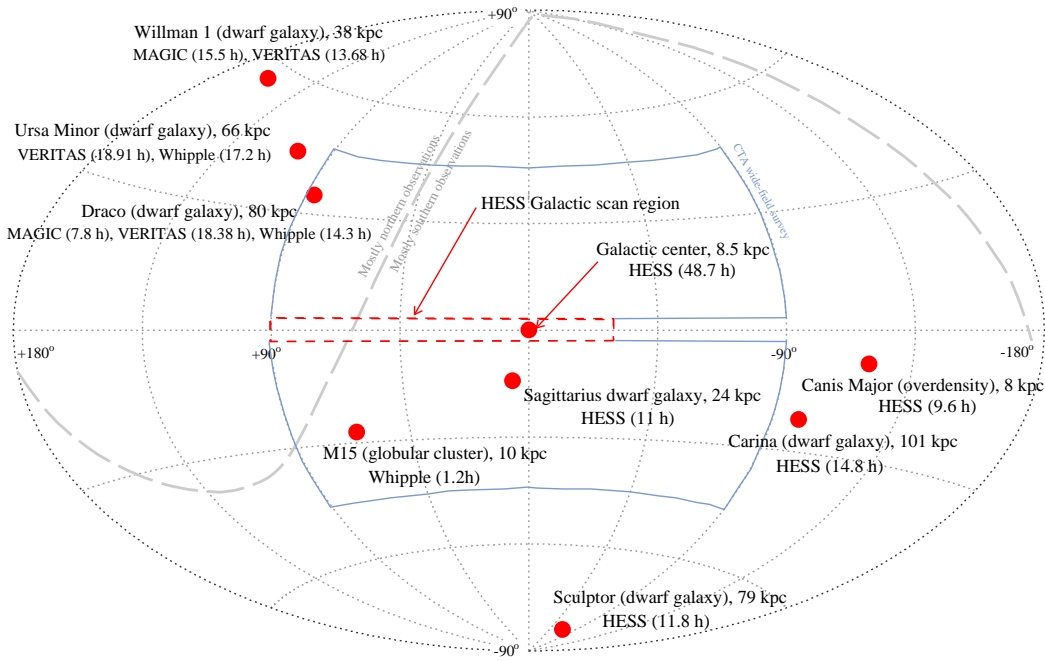 +90°
Willman 1 (dwarf galaxy), 38 kpc
MAGIC (15.5 h), VERITAS (13.68 h)
Ursa Minor (dwarf galaxy), 66 kpc
VERITAS (18.91 h), Whipple (17.2 h)
Draco (dwarf galaxy), 80 kpc
MAGIC (7.8 h), VERITAS (18.38 h), Whipple (14.3 h)
Mostly northern observations
Mostly southern observations
CTA wide-field survey
HESS Galactic scan region
Galactic center, 8.5 kpc
HESS (48.7 h)
+180°
+90°
-90°
-180°
Sagittarius dwarf galaxy, 24 kpc
HESS (11 h)
Canis Major (overdensity), 8 kpc
HESS (9.6 h)
Carina (dwarf galaxy), 101 kpc
HESS (14.8 h)
M15 (globular cluster), 10 kpc
Whipple (1.2h)
Sculptor (dwarf galaxy), 79 kpc
HESS (11.8 h)
-90°